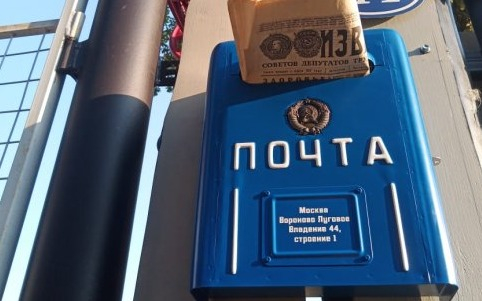 ИЗВ
СОВЕТОВ ДЕПУТАТОВ ТР
ПОЧТА
Москва
Вороново Луговое
Владение 44,
строение 1